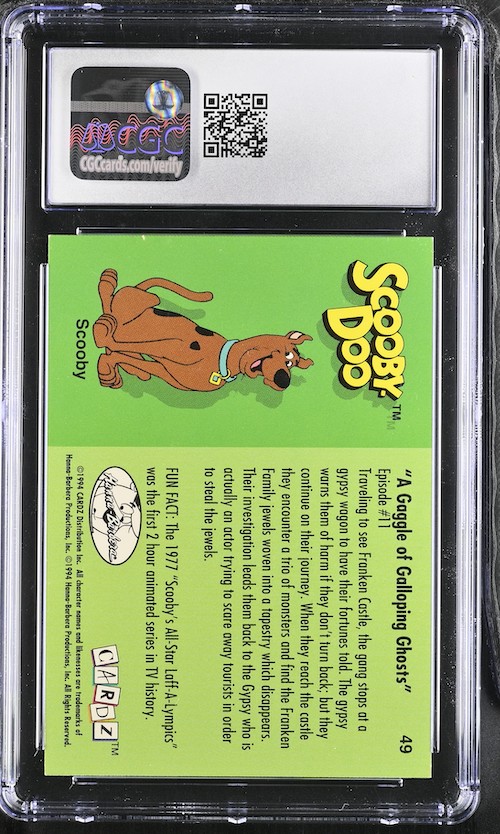 CGC
CGCcards.com/verify
SCOOBY DOO™
Scooby
"A Gaggle of Galloping Ghosts" 49
Episode #11
Traveling to see Franken Castle, the gang stops at a
gypsy wagon to have their fortunes told. The gypsy
warns them of harm if they don't turn back, but they
continue on their journey. When they reach the castle
they encounter a trio of monsters and find the Franken
Family jewels woven into a tapestry which disappears.
Their investigation leads them back to the Gypsy who is
actually an actor trying to scare away tourists in order
to steal the jewels.
FUN FACT: The 1977 "Scooby's All-Star Laff-A-Lympics"
was the first 2 hour animated series in TV history.
Hanna-Barbera
CARDZ™
©1994 CARDZ Distribution Inc. All character names and likenesses are trademarks of
Hanna-Barbera Productions, Inc. ©1994 Hanna-Barbera Productions, Inc. All Rights Reserved.